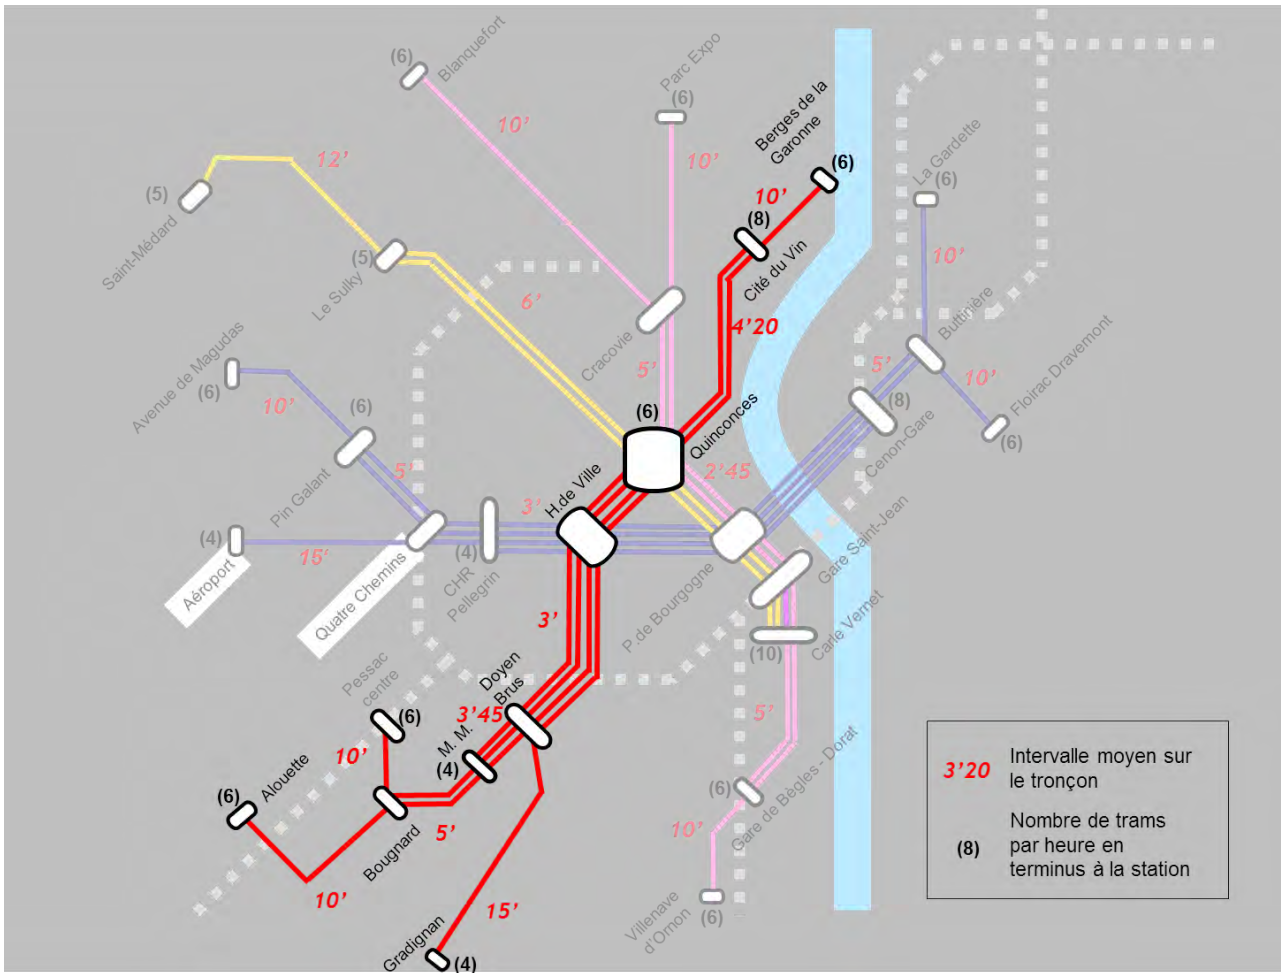 (6)
Blanquefort
10'
Parc Expo
(6)
10'
Berges de la
Garonne
(6)
10'
(8)
Cité du Vin
4'20
La Gardette
(6)
10'
12'
(5)
Saint-Médard
(5)
Le Sulky
6'
Cracovie
5'
Buttinière
5'
10'
Floirac Dravemont
(6)
(8)
Cenon-Gare
Avenue de Magudas
(6)
10'
(6)
Pin Galant
5'
(6)
Quinconces
2'45
H.de Ville
3'
(4)
Aéroport
15'
Quatre Chemins
(4)
CHR
Pellegrin
P.de Bourgogne
Gare Saint-Jean
(10)
Carle Vernet
3'
Doyen
Brus
3'45
M. M.
(4)
Pessac
centre
(6)
10'
Alouette
(6)
Bougnard
5'
10'
15'
Gradignan
(4)
5'
(6)
Gare de Bègles - Dorat
10'
Villenave
d'Ornon
(6)
3'20
Intervalle moyen sur
le tronçon
(8)
Nombre de trams
par heure en
terminus à la station